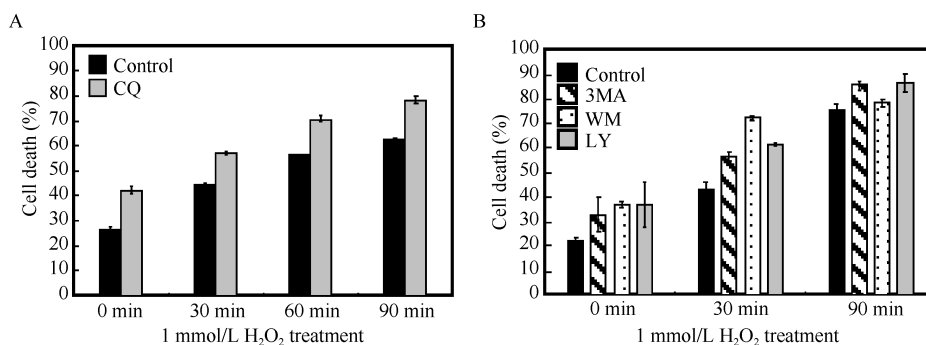 A
Cell death (%)
100
90
80
70
60
50
40
30
20
10
0
Control
CQ
0 min 30 min 60 min 90 min
1 mmol/L H₂O₂ treatment
B
Cell death (%)
100
90
80
70
60
50
40
30
20
10
0
Control
3MA
WM
LY
0 min 30 min 90 min
1 mmol/L H₂O₂ treatment